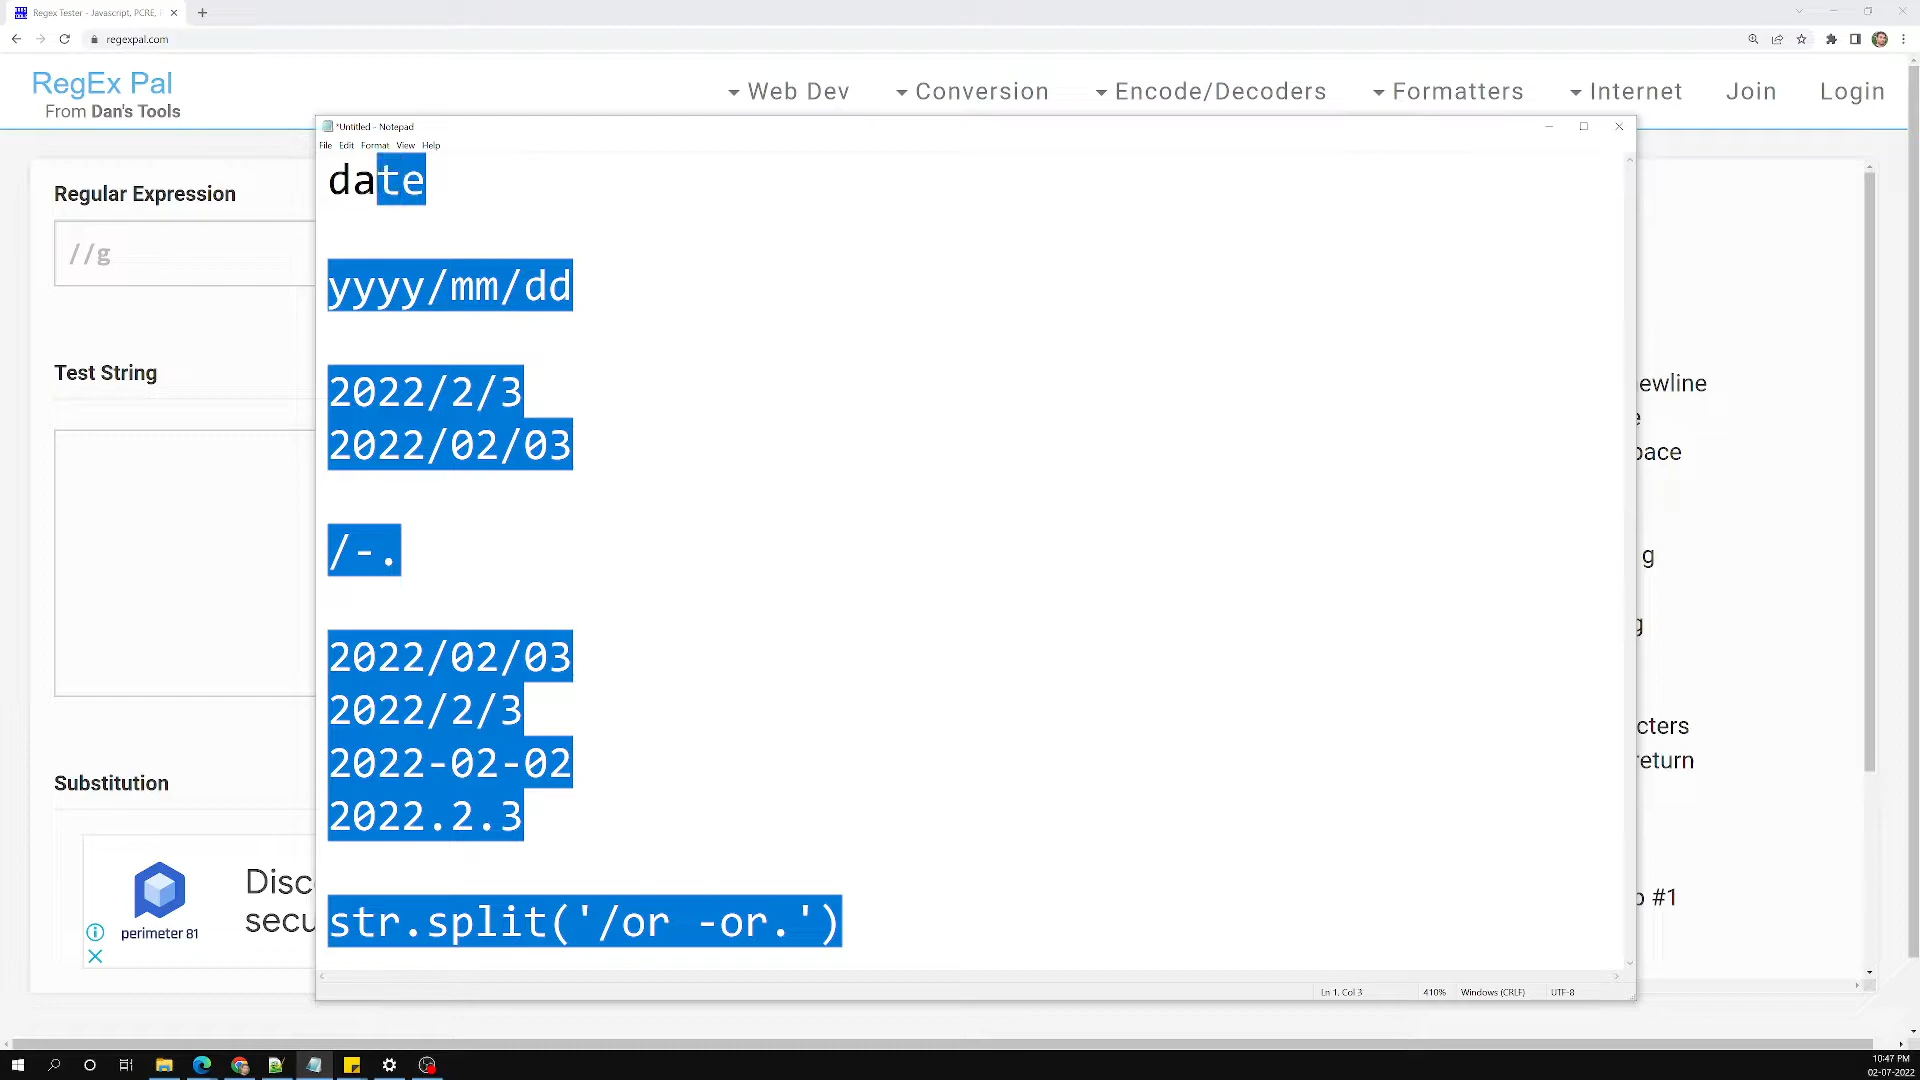 Regex Tester - Javascript, PCRE,
regexpal.com
RegEx Pal
From Dan's Tools
Web Dev
Conversion
Encode/Decoders
Formatters
Internet
Join
Login
*Untitled - Notepad
File Edit Format View Help
date
yyyy/mm/dd
2022/2/3
2022/02/03
/-.
2022/02/03
2022/2/3
2022-02-02
2022.2.3
str.split('/or -or.')
Ln 1, Col 3
410%
Windows (CRLF)
UTF-8
Regular Expression
//g
Test String
Substitution
perimeter 81
Disc
secu
ewline
e
pace
g
g
cters
return
p #1
10:47 PM
02-07-2022